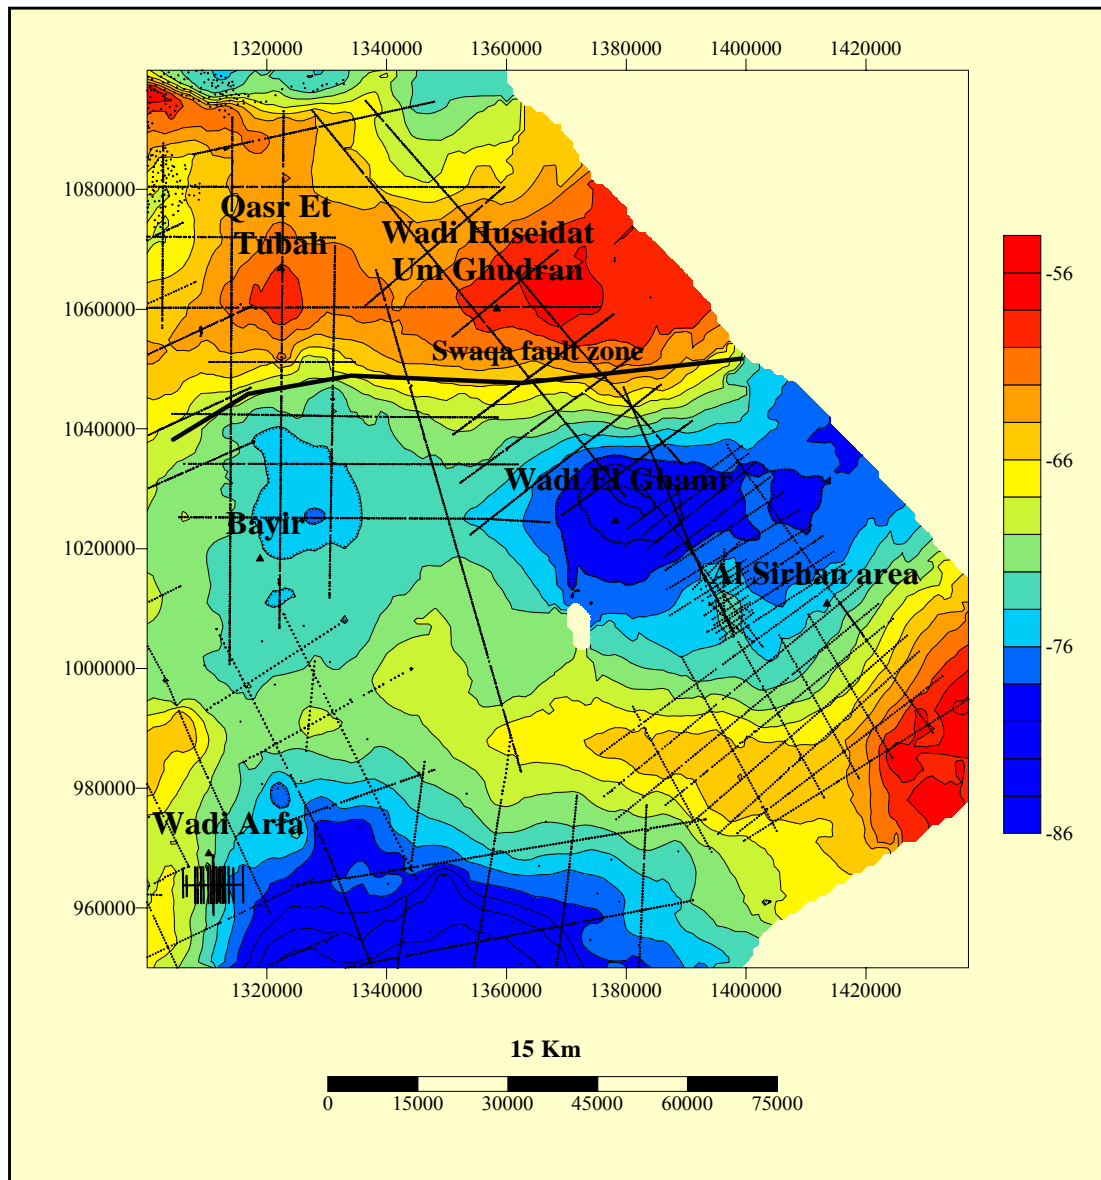 1320000 1340000 1360000 1380000 1400000 1420000
1080000
Qasr Et
Tubah
Wadi Huseidat
Um Ghudran
1060000
-56
Swaqa fault zone
1040000
-66
Wadi El Ghamr
Bayir
1020000
Al Sirhan area
1000000
-76
980000
Wadi Arfa
-86
960000
1320000 1340000 1360000 1380000 1400000 1420000
15 Km
0 15000 30000 45000 60000 75000